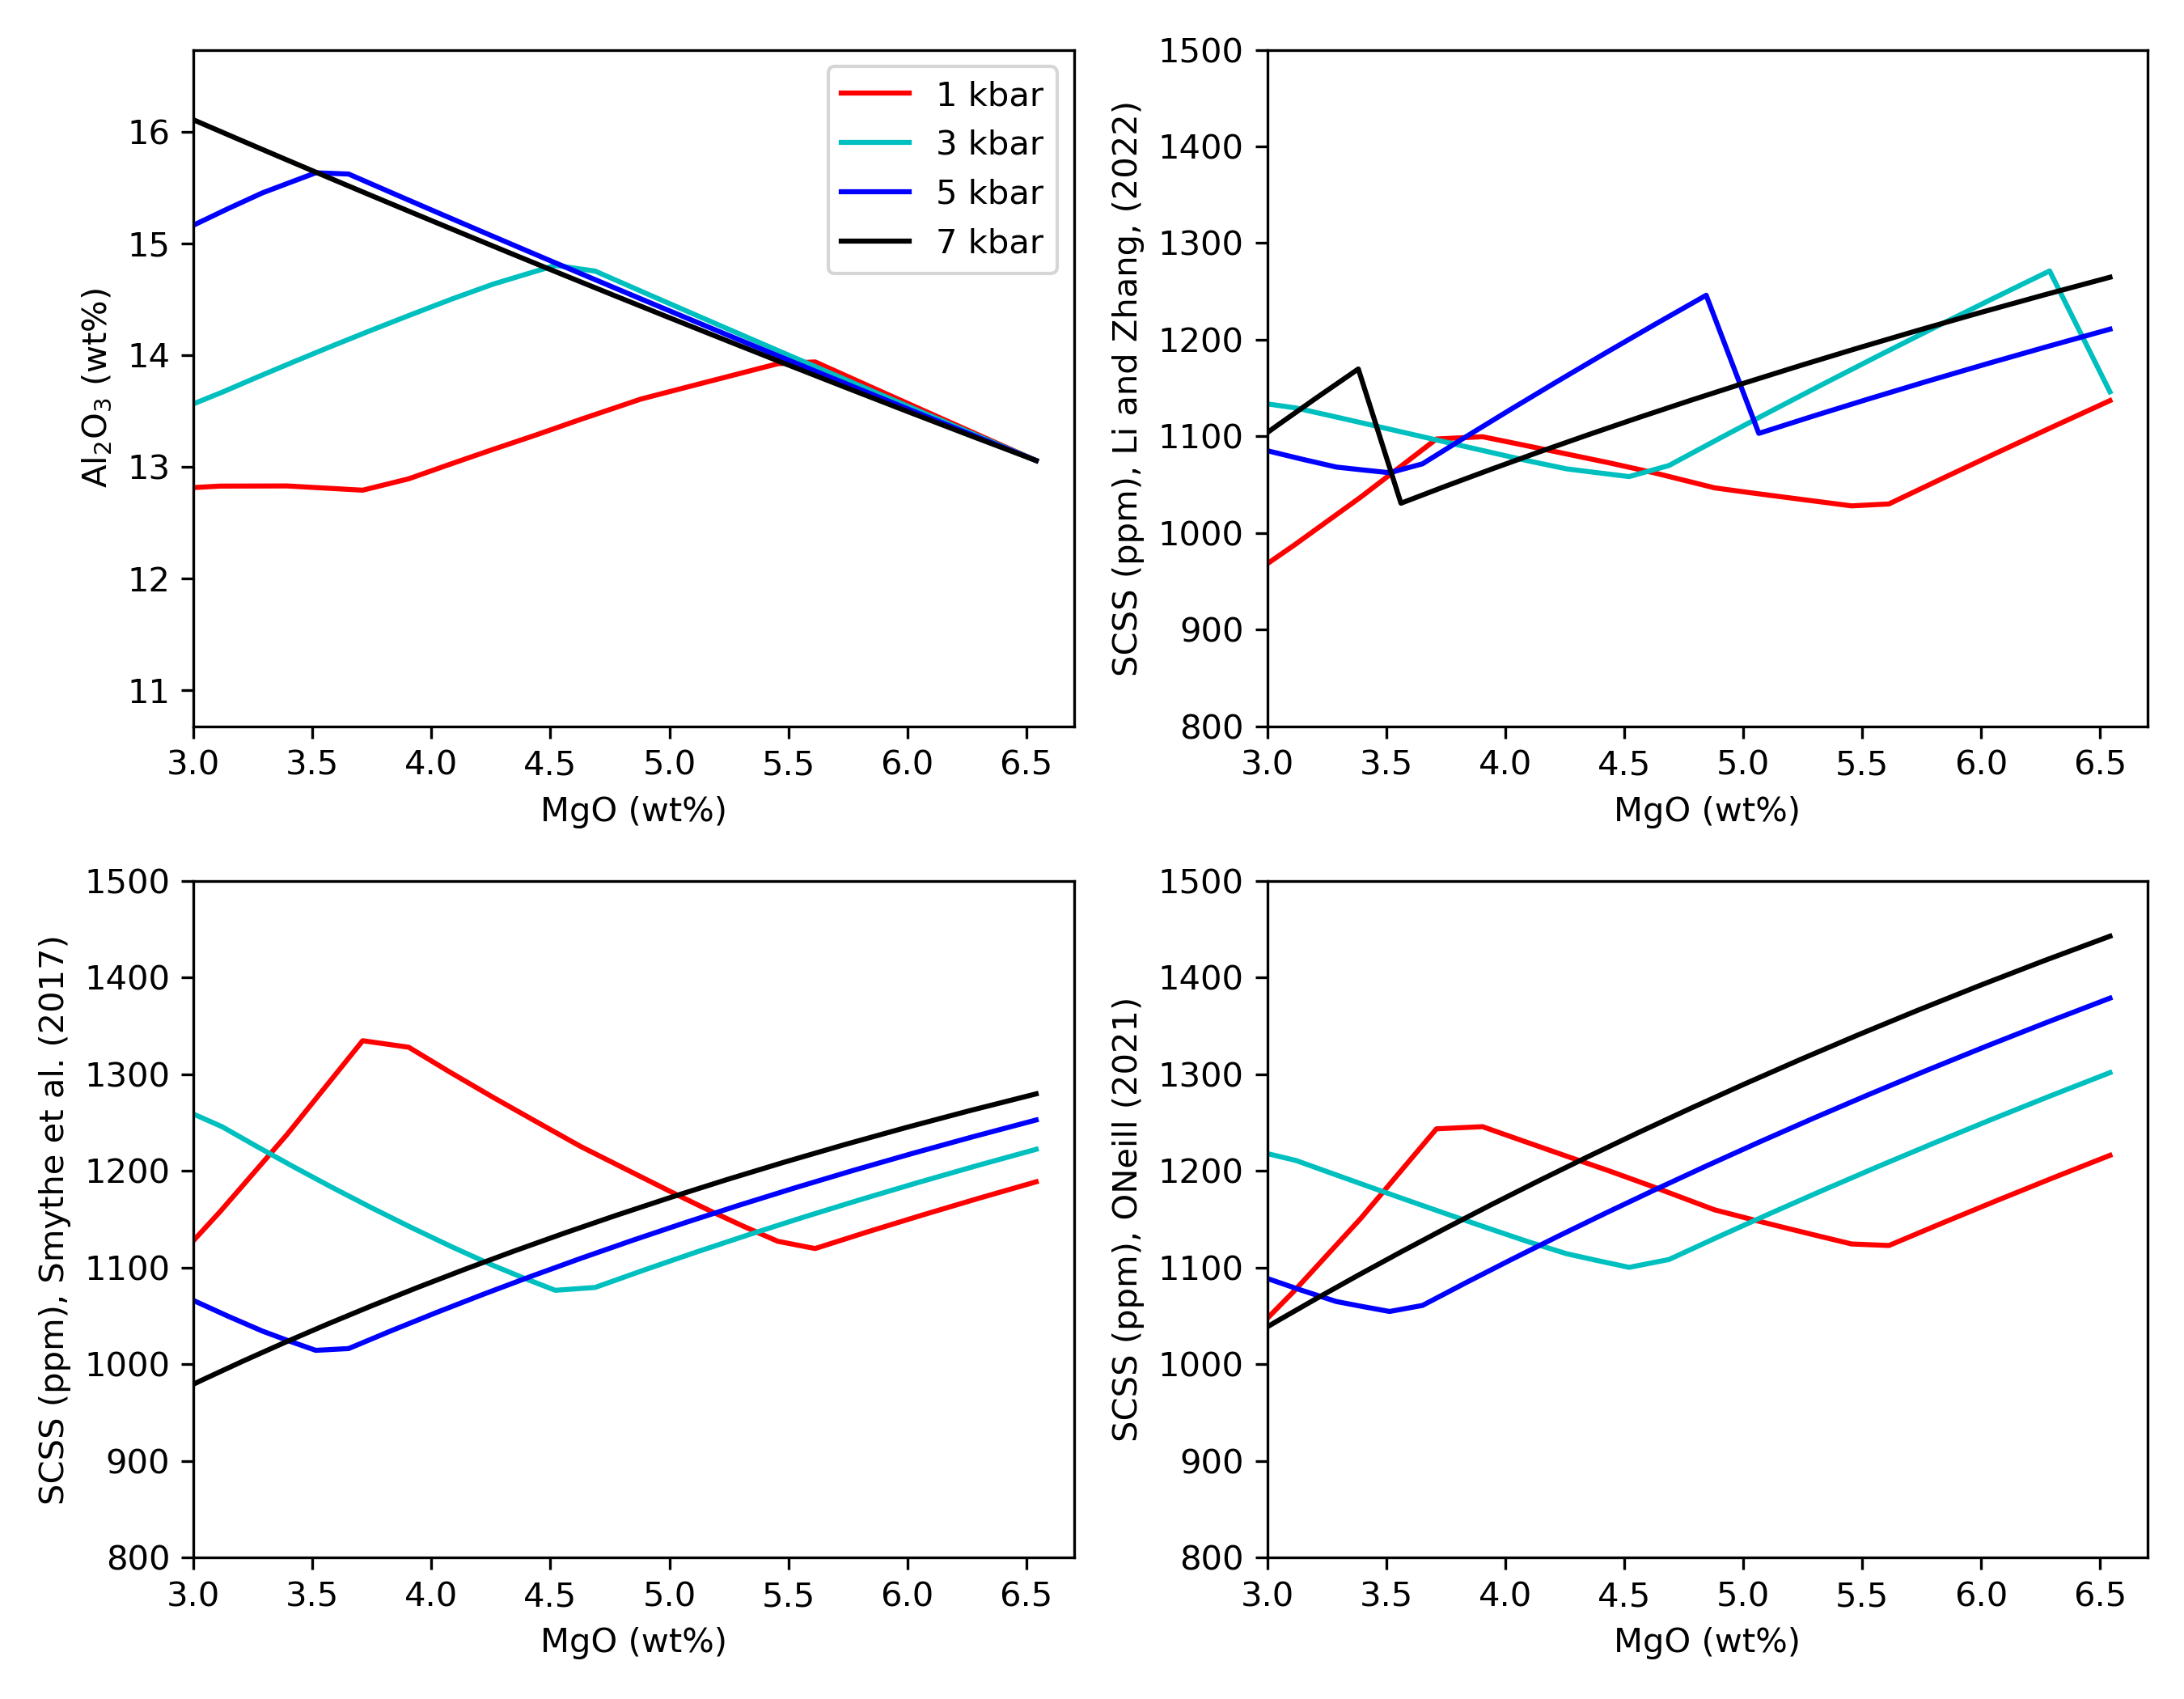 16
15
14
13
12
11
Al₂O₃ (wt%)
1 kbar
3 kbar
5 kbar
7 kbar
3.0 3.5 4.0 4.5 5.0 5.5 6.0 6.5
MgO (wt%)
1500
1400
1300
1200
1100
1000
900
800
SCSS (ppm), Li and Zhang, (2022)
3.0 3.5 4.0 4.5 5.0 5.5 6.0 6.5
MgO (wt%)
1500
1400
1300
1200
1100
1000
900
800
SCSS (ppm), Smythe et al. (2017)
3.0 3.5 4.0 4.5 5.0 5.5 6.0 6.5
MgO (wt%)
1500
1400
1300
1200
1100
1000
900
800
SCSS (ppm), ONeill (2021)
3.0 3.5 4.0 4.5 5.0 5.5 6.0 6.5
MgO (wt%)